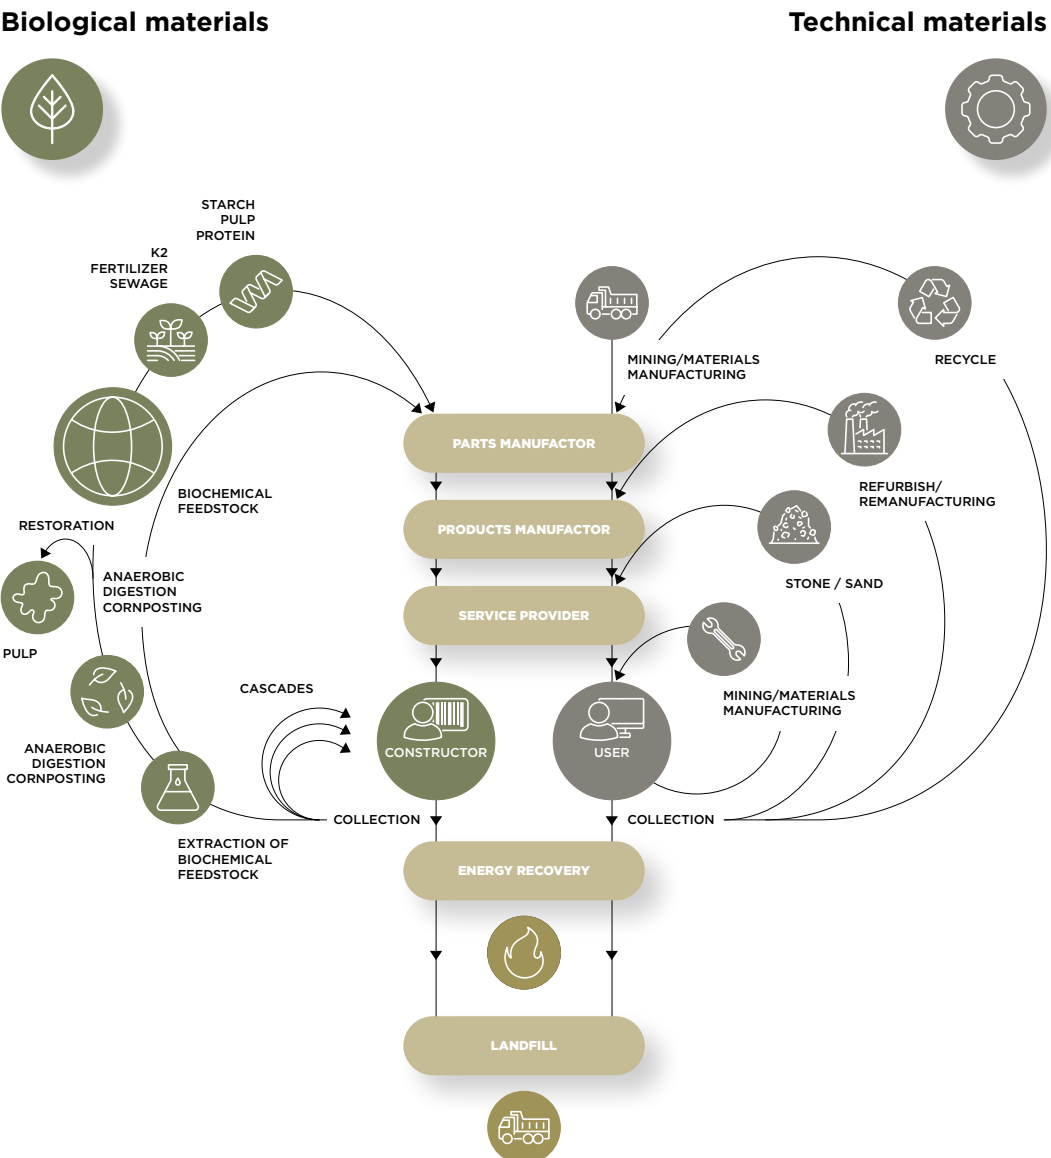 Biological materials
Technical materials
STARCH
PULP
PROTEIN
K2
FERTILIZER
SEWAGE
MINING/MATERIALS
MANUFACTURING
RECYCLE
PARTS MANUFACTOR
REFURBISH/
REMANUFACTURING
BIOCHEMICAL
FEEDSTOCK
RESTORATION
PRODUCTS MANUFACTOR
STONE / SAND
ANAEROBIC
DIGESTION
CORNPOSTING
SERVICE PROVIDER
PULP
CASCADES
MINING/MATERIALS
MANUFACTURING
ANAEROBIC
DIGESTION
CORNPOSTING
CONSTRUCTOR
USER
COLLECTION
COLLECTION
EXTRACTION OF
BIOCHEMICAL
FEEDSTOCK
ENERGY RECOVERY
LANDFILL